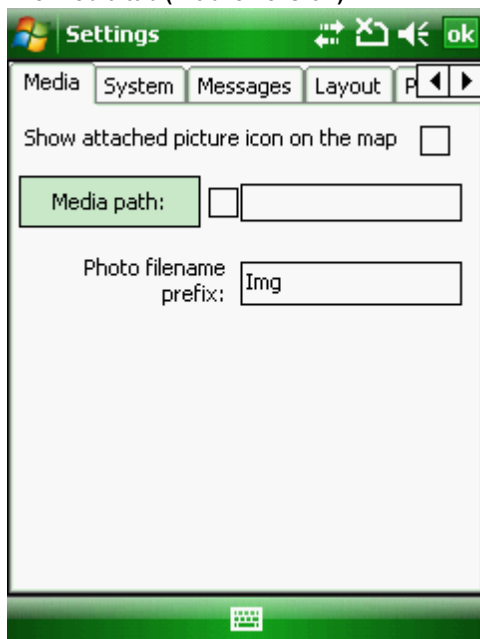 Settings
ok
Media System Messages Layout P
Show attached picture icon on the map
Media path:
Photo filename
prefix:
Img